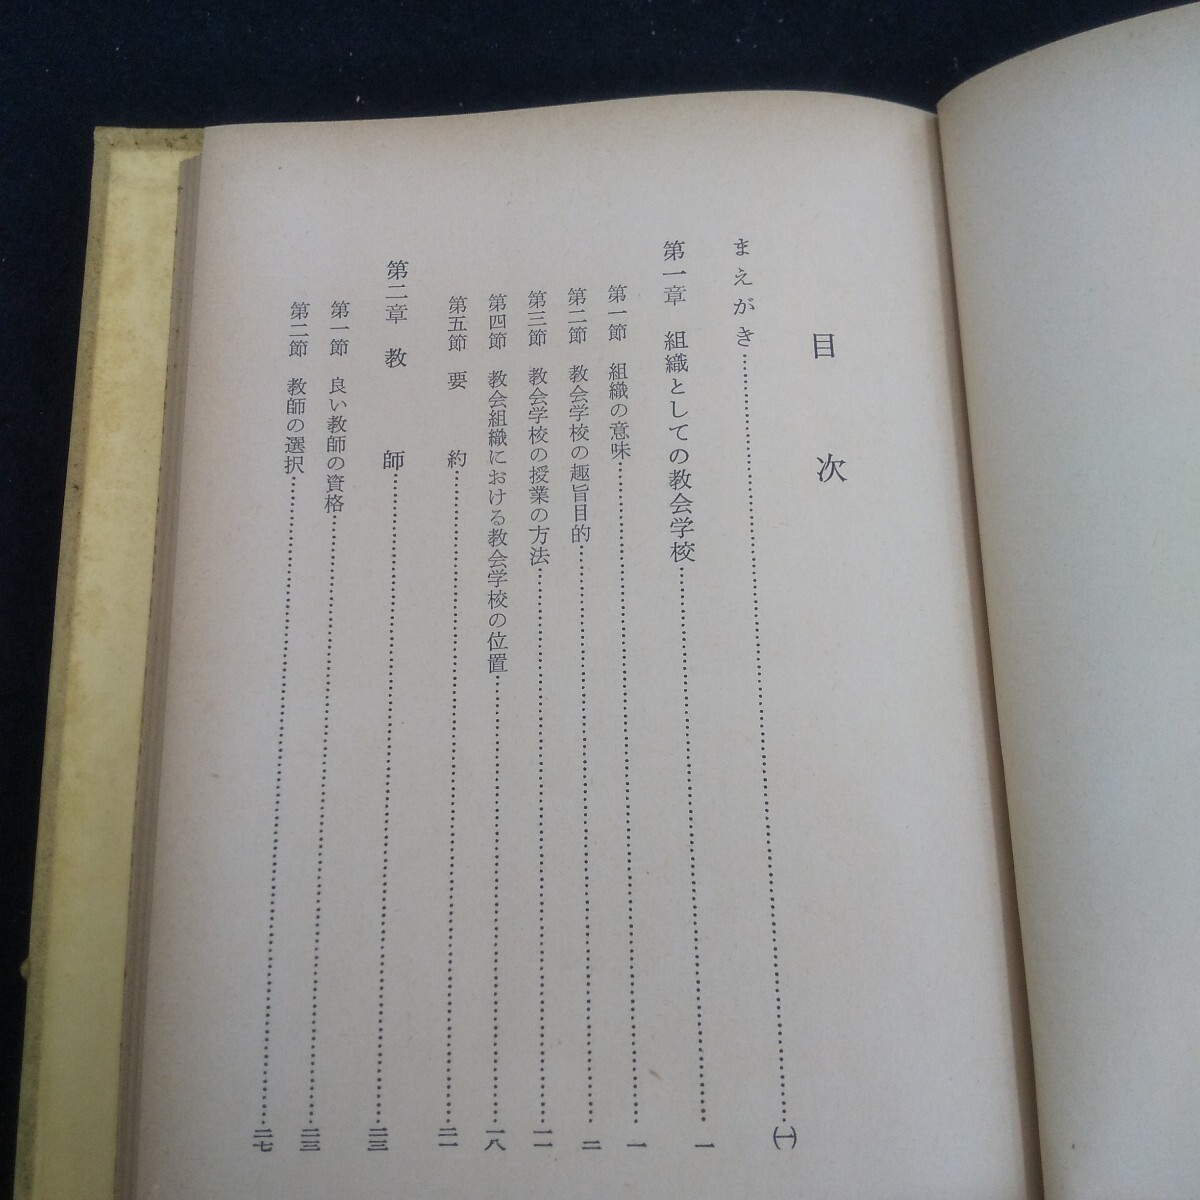 目次
まえがき……(一)
第一章 組織としての教会学校……一
第一節 組織の意味……一
第二節 教会学校の趣旨目的……二
第三節 教会学校の授業の方法……一一
第四節 教会組織における教会学校の位置……一八
第五節 要約……二一
第二章 教師……二三
第一節 良い教師の資格……二三
第二節 教師の選択……二七